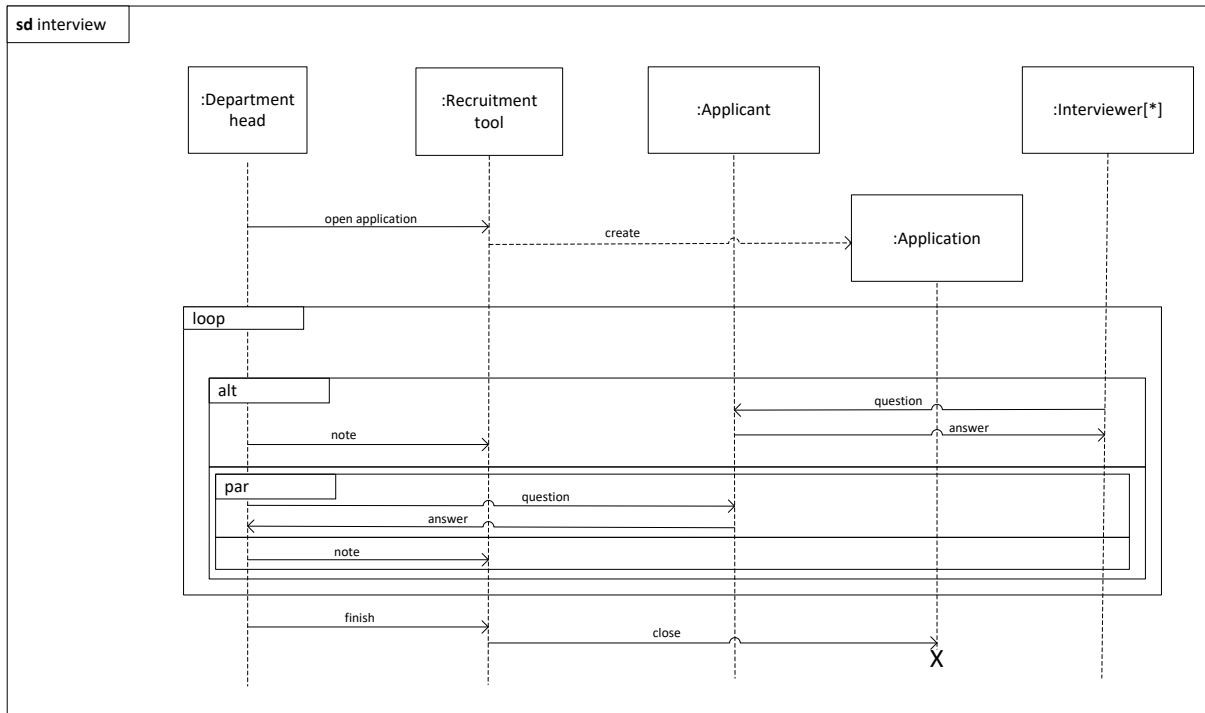 sd interview
:Department
head
:Recruitment
tool
:Applicant
:Interviewer[*]
open application
create
:Application
loop
alt
question
answer
note
par
question
answer
note
finish
close
X